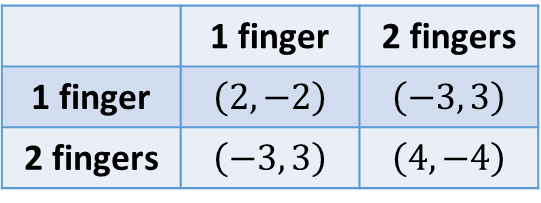 1 finger 2 fingers
1 finger (2, −2) (−3, 3)
2 fingers (−3, 3) (4, −4)